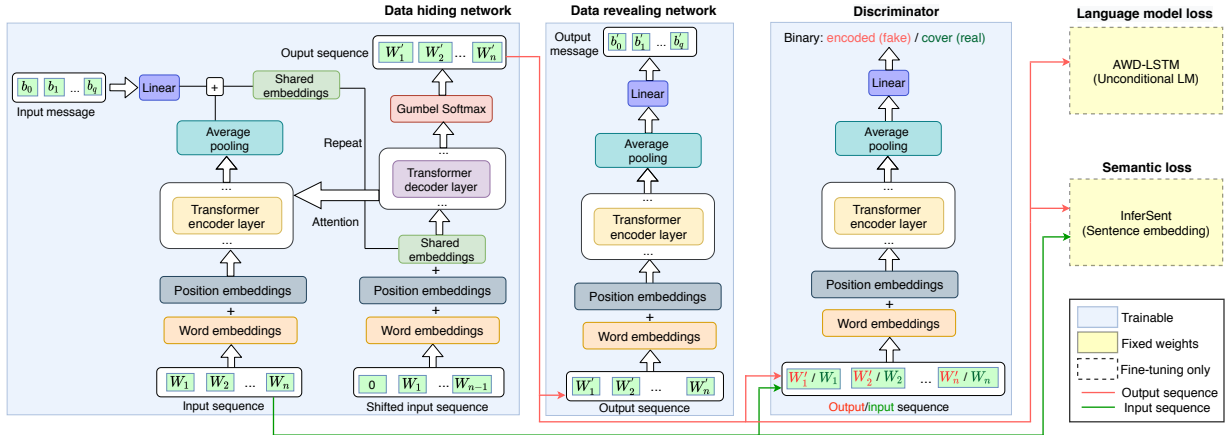 Data hiding network
Ouput sequence
W'₁ W'₂ ... W'ₙ
b₀ b₁ ... b_q
Input message
Linear
+
Shared
embeddings
Gumbel Softmax
Average
pooling
Repeat
...
Transformer
encoder layer
...
...
Transformer
decoder layer
...
Attention
Shared
embeddings
+
Position embeddings
+
Word embeddings
Position embeddings
+
Word embeddings
W₁ W₂ ... Wₙ
Input sequence
0 W₁ ... Wₙ₋₁
Shifted input sequence
Data revealing network
Output
message
b'₀ b'₁ ... b'_q
Linear
Average
pooling
...
Transformer
encoder layer
...
Position embeddings
+
Word embeddings
W'₁ W'₂ ... W'ₙ
Output sequence
Discriminator
Binary: encoded (fake) / cover (real)
Linear
Average
pooling
...
Transformer
encoder layer
...
Position embeddings
+
Word embeddings
W'₁ / W₁ W'₂ / W₂ ... W'ₙ / Wₙ
Output/input sequence
Language model loss
AWD-LSTM
(Unconditional LM)
Semantic loss
InferSent
(Sentence embedding)
Trainable
Fixed weights
Fine-tuning only
Output sequence
Input sequence